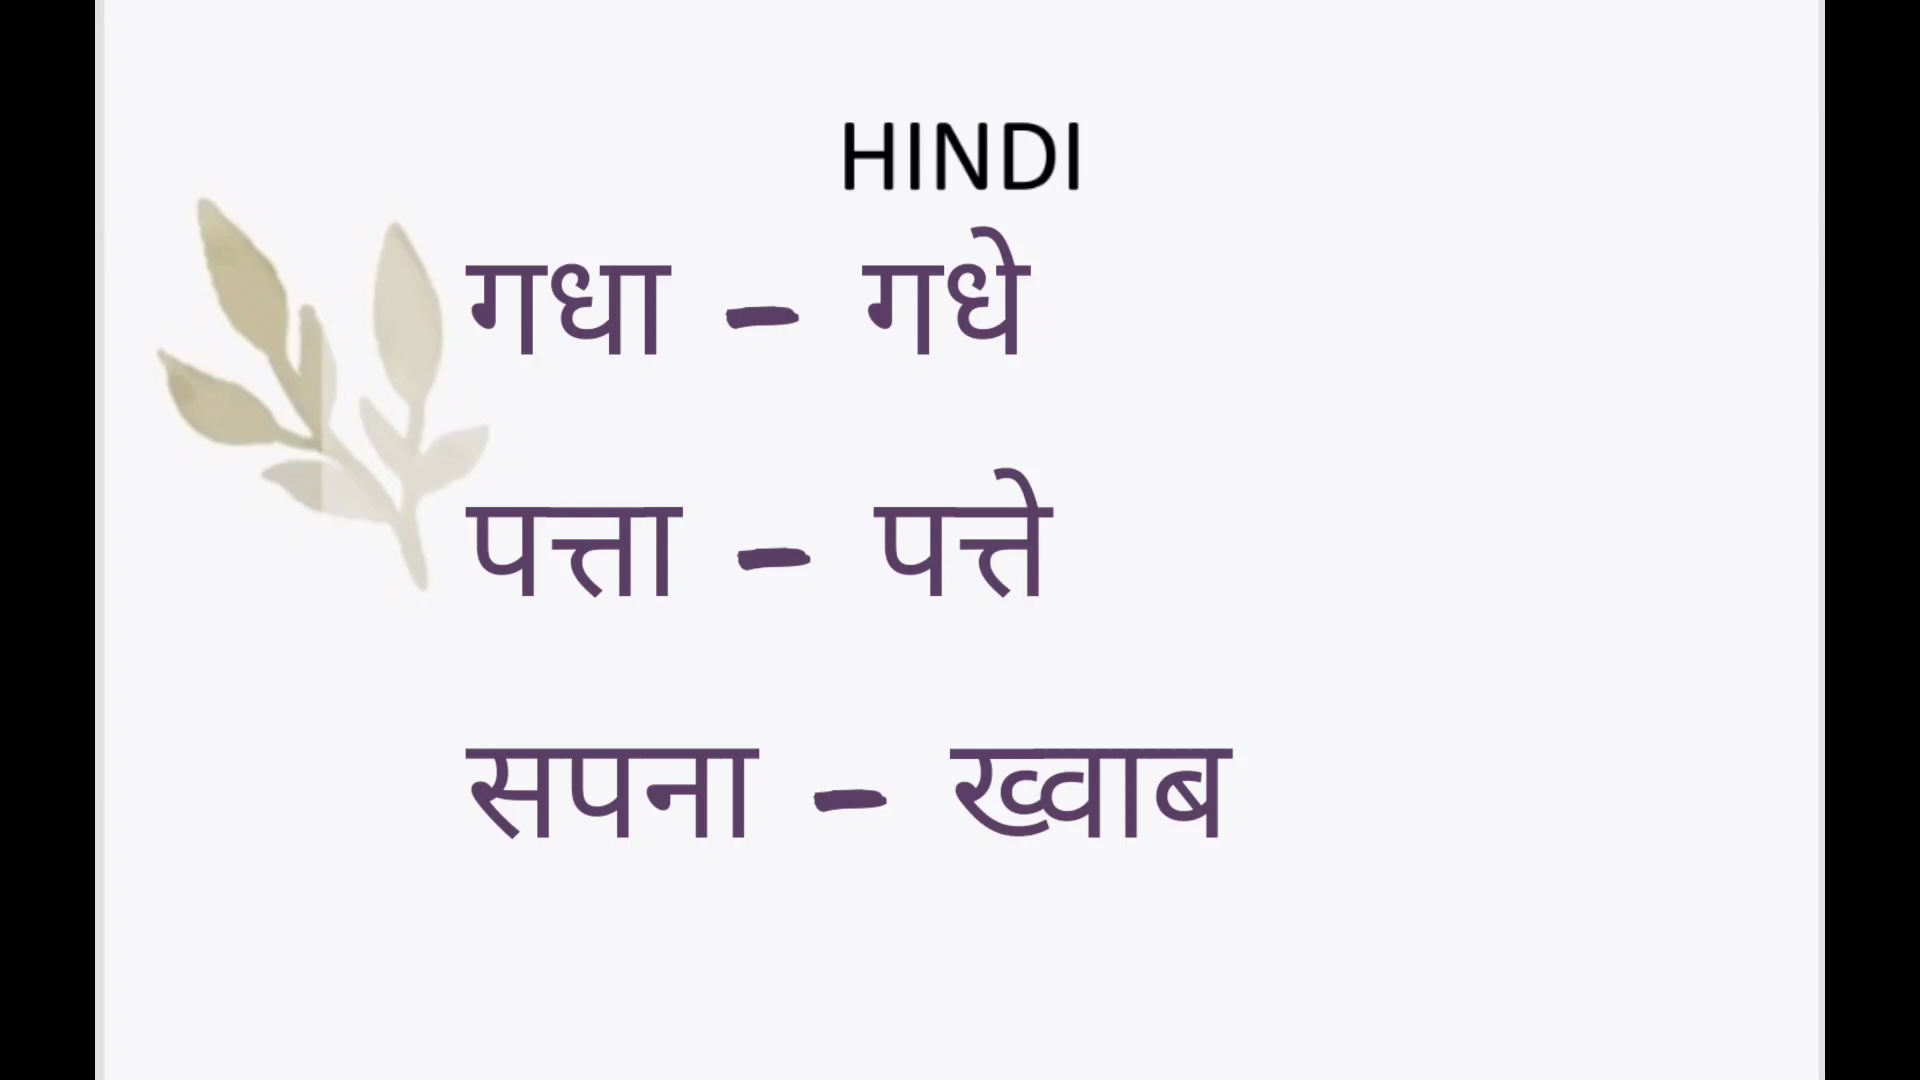 HINDI
गधा - गधे
पत्ता - पत्ते
सपना - ख्वाब